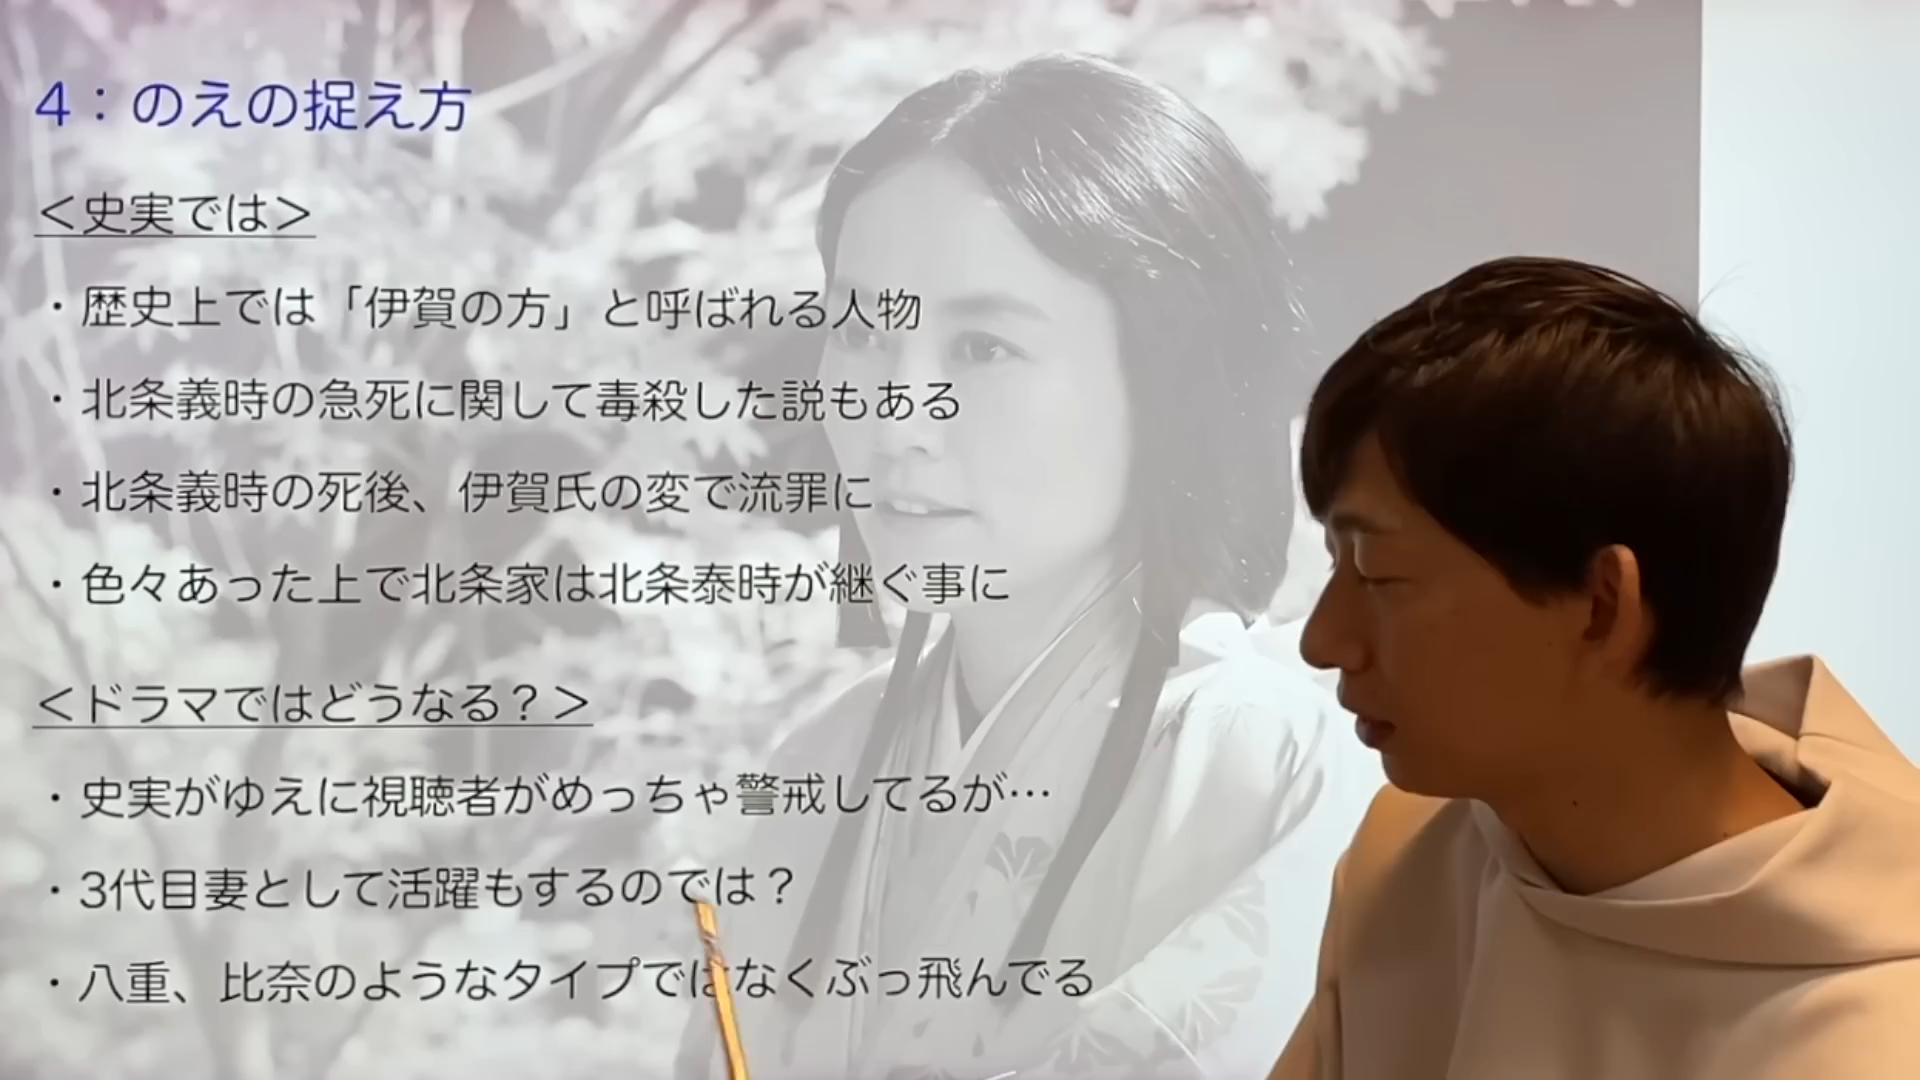 4：のえの捉え方
＜史実では＞
・歴史上では「伊賀の方」と呼ばれる人物
・北条義時の急死に関して毒殺した説もある
・北条義時の死後、伊賀氏の変で流罪に
・色々あった上で北条家は北条泰時が継ぐ事に
＜ドラマではどうなる？＞
・史実がゆえに視聴者がめっちゃ警戒してるが…
・3代目妻として活躍もするのでは？
・八重、比奈のようなタイプではなくぶっ飛んでる